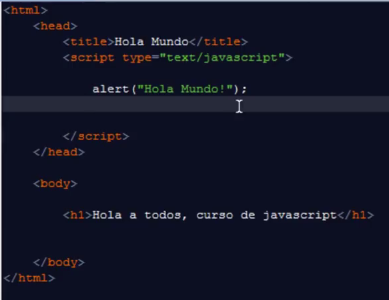 <html>
<head>
<title>Hola Mundo</title>
<script type="text/javascript">
alert("Hola Mundo!");
</script>
</head>
<body>
<h1>Hola a todos, curso de javascript</h1>
</body>
</html>